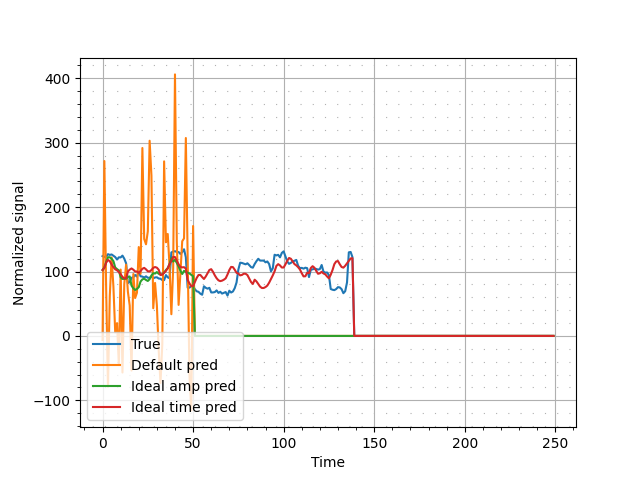 400
300
200
100
0
−100
Normalized signal
True
Default pred
Ideal amp pred
Ideal time pred
0 50 100 150 200 250
Time